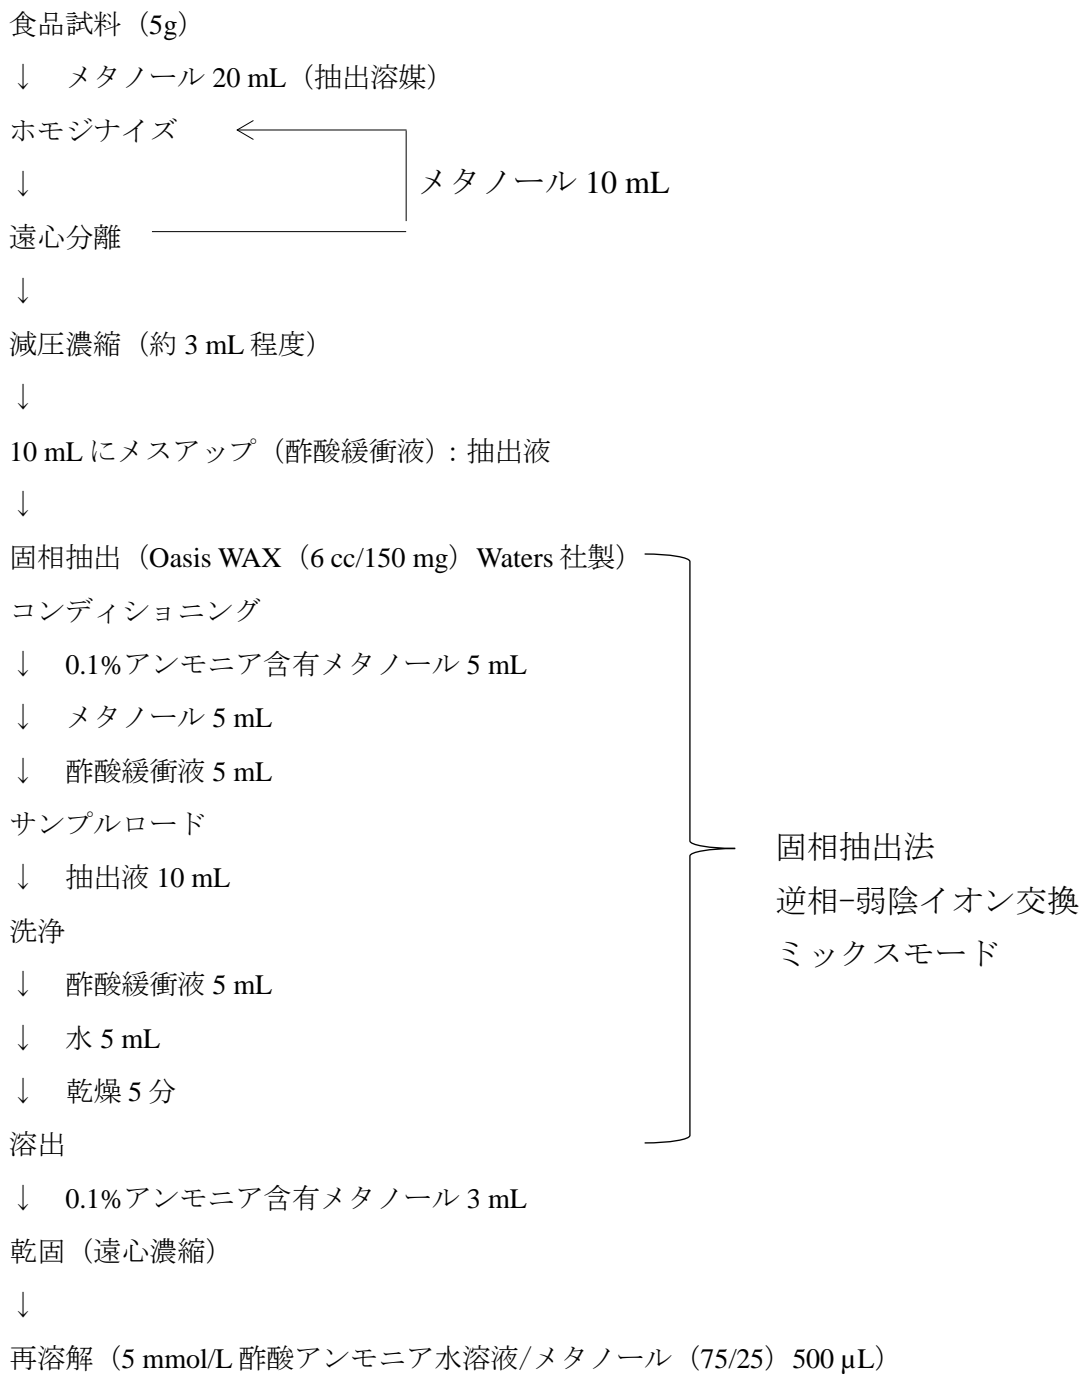 食品試料（5g）
↓　メタノール 20 mL（抽出溶媒）
ホモジナイズ
↓
メタノール 10 mL
遠心分離
↓
減圧濃縮（約 3 mL 程度）
↓
10 mL にメスアップ（酢酸緩衝液）: 抽出液
↓
固相抽出（Oasis WAX（6 cc/150 mg）Waters 社製）
コンディショニング
↓　0.1%アンモニア含有メタノール 5 mL
↓　メタノール 5 mL
↓　酢酸緩衝液 5 mL
サンプルロード
↓　抽出液 10 mL
洗浄
↓　酢酸緩衝液 5 mL
↓　水 5 mL
↓　乾燥 5 分
溶出
固相抽出法
逆相-弱陰イオン交換
ミックスモード
↓　0.1%アンモニア含有メタノール 3 mL
乾固（遠心濃縮）
↓
再溶解（5 mmol/L 酢酸アンモニア水溶液/メタノール（75/25）500 µL）